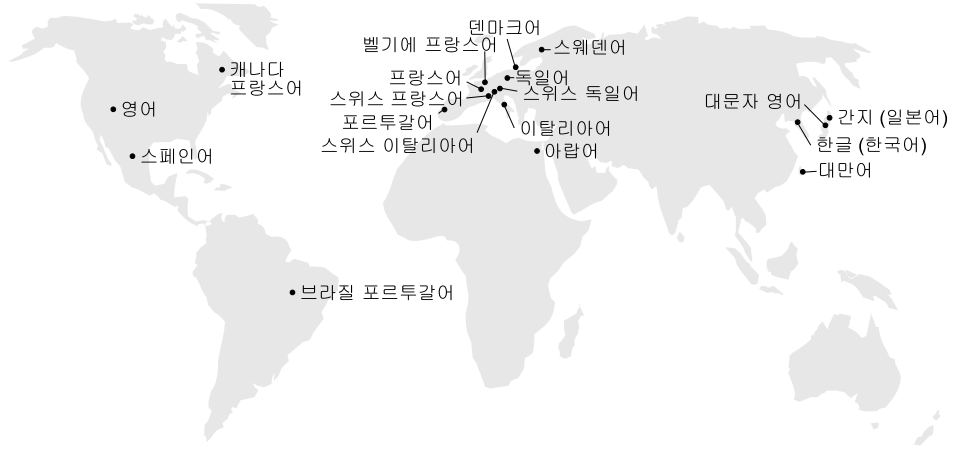 덴마크어
벨기에 프랑스어
스웨덴어
캐나다
프랑스어
프랑스어
독일어
스위스 프랑스어
스위스 독일어
영어
대문자 영어
포르투갈어
간지 (일본어)
이탈리아어
스위스 이탈리아어
한글 (한국어)
스페인어
아랍어
대만어
브라질 포르투갈어